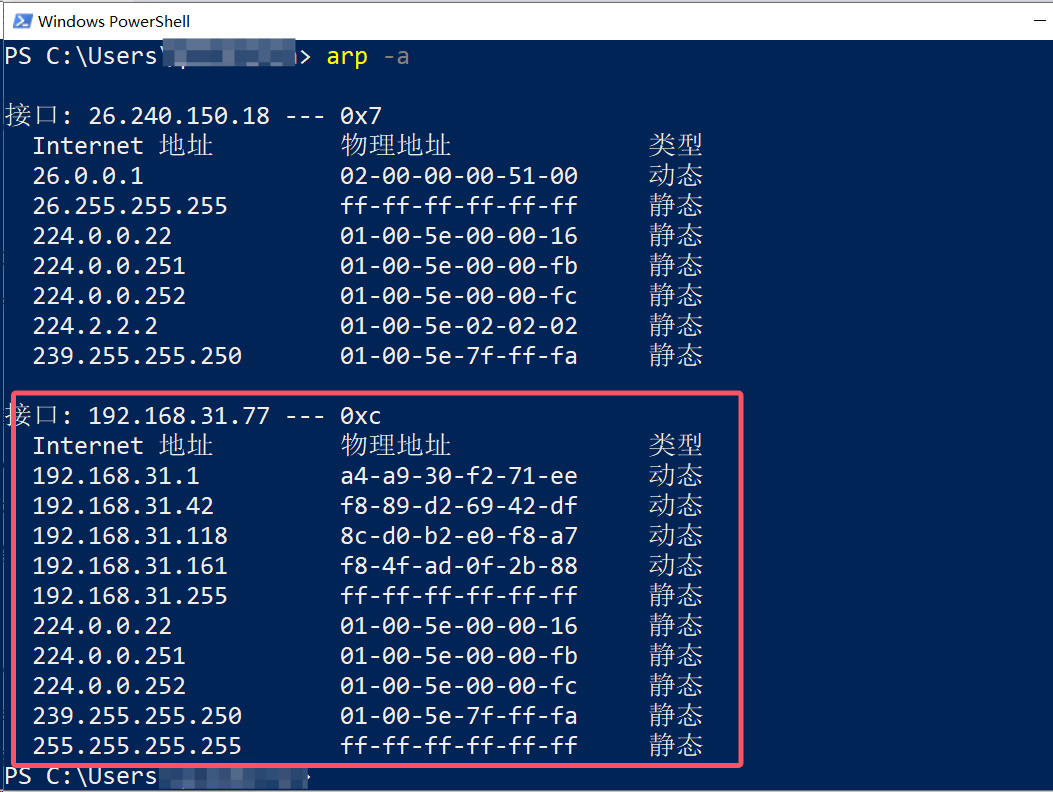 Windows PowerShell
PS C:\Users\ > arp -a
接口: 26.240.150.18 --- 0x7
Internet 地址 物理地址 类型
26.0.0.1 02-00-00-00-51-00 动态
26.255.255.255 ff-ff-ff-ff-ff-ff 静态
224.0.0.22 01-00-5e-00-00-16 静态
224.0.0.251 01-00-5e-00-00-fb 静态
224.0.0.252 01-00-5e-00-00-fc 静态
224.2.2.2 01-00-5e-02-02-02 静态
239.255.255.250 01-00-5e-7f-ff-fa 静态
接口: 192.168.31.77 --- 0xc
Internet 地址 物理地址 类型
192.168.31.1 a4-a9-30-f2-71-ee 动态
192.168.31.42 f8-89-d2-69-42-df 动态
192.168.31.118 8c-d0-b2-e0-f8-a7 动态
192.168.31.161 f8-4f-ad-0f-2b-88 动态
192.168.31.255 ff-ff-ff-ff-ff-ff 静态
224.0.0.22 01-00-5e-00-00-16 静态
224.0.0.251 01-00-5e-00-00-fb 静态
224.0.0.252 01-00-5e-00-00-fc 静态
239.255.255.250 01-00-5e-7f-ff-fa 静态
255.255.255.255 ff-ff-ff-ff-ff-ff 静态
PS C:\Users